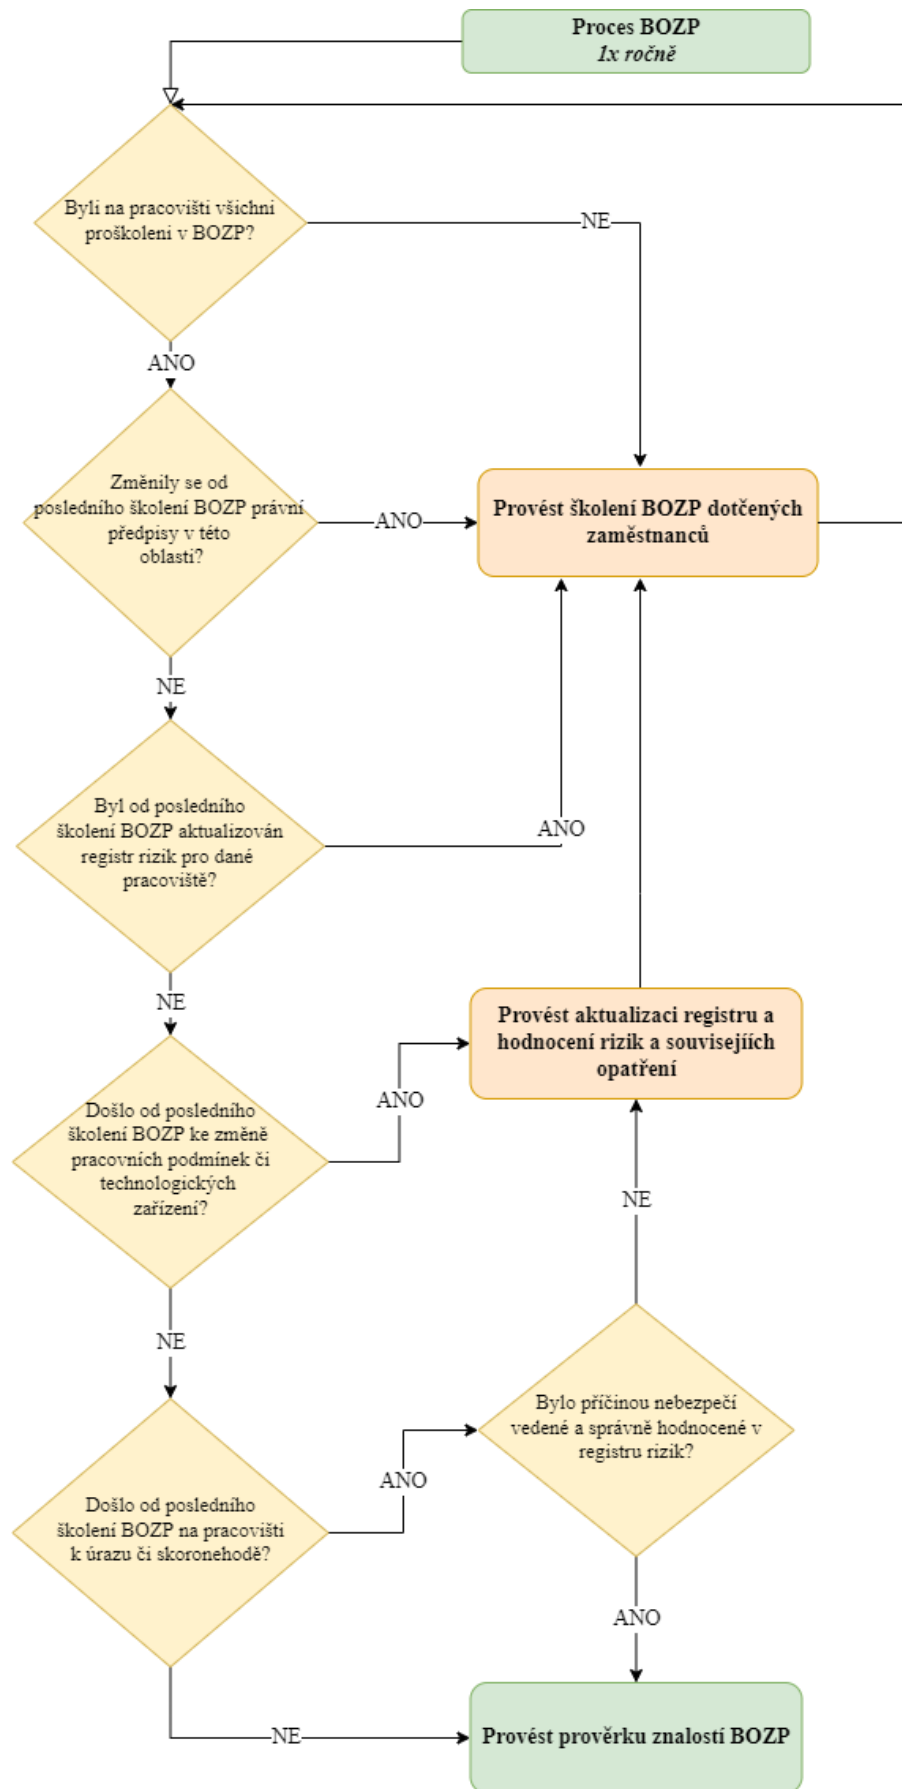 Proces BOZP
1x ročně
Byli na pracovišti všichni
proškoleni v BOZP?
NE
ANO
Změnily se od
posledního školení BOZP právní
předpisy v této
oblasti?
ANO
Provést školení BOZP dotčených
zaměstnanců
NE
Byl od posledního
školení BOZP aktualizován
registr rizik pro dané
pracoviště?
ANO
NE
Provést aktualizaci registru a
hodnocení rizik a souvisejíích
opatření
Došlo od posledního
školení BOZP ke změně
pracovních podmínek či
technologických
zařízení?
ANO
NE
NE
Bylo příčinou nebezpečí
vedené a správně hodnocené v
registru rizik?
Došlo od posledního
školení BOZP na pracovišti
k úrazu či skoronehodě?
ANO
ANO
NE
Provést prověrku znalostí BOZP